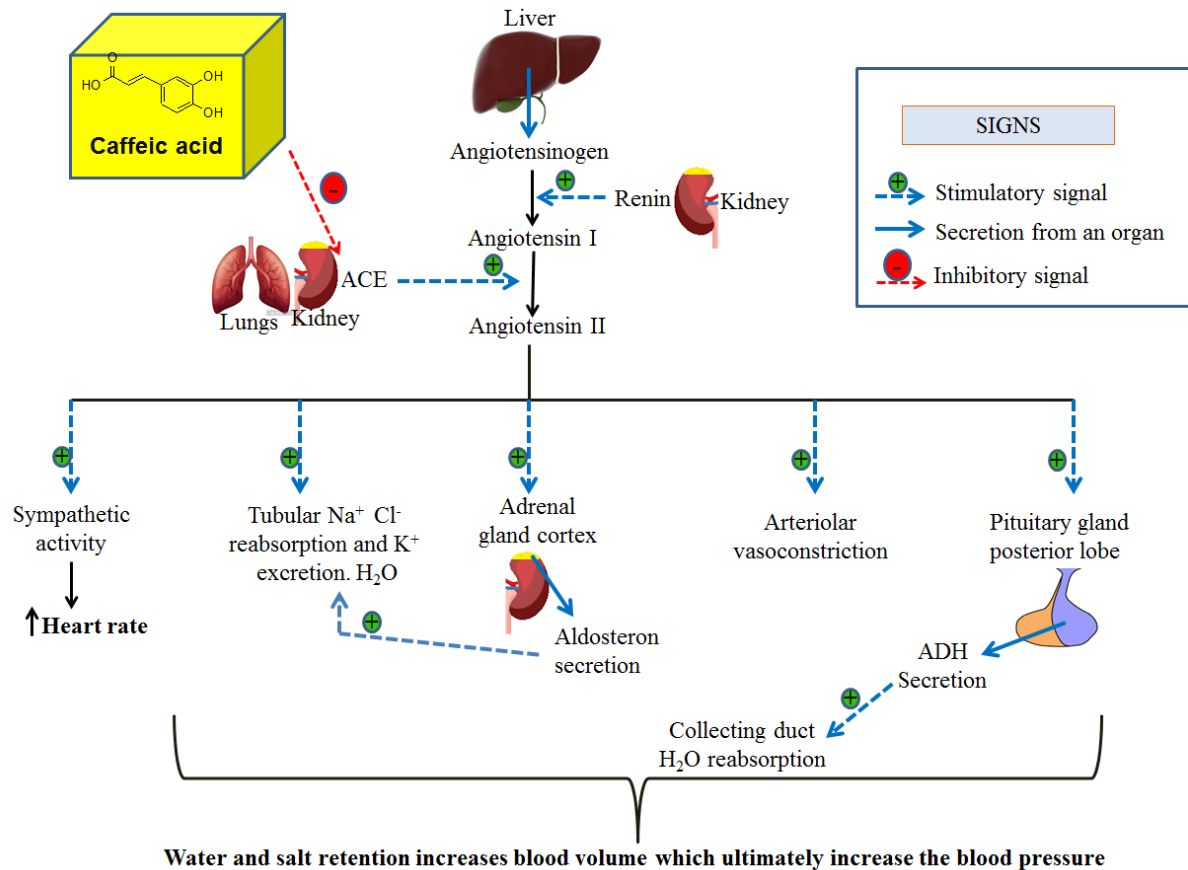 Liver
O
HO
OH
OH
Caffeic acid
-
Angiotensinogen
+
Renin
Kidney
Angiotensin I
+
ACE
Lungs
Kidney
Angiotensin II
SIGNS
+
Stimulatory signal
Secretion from an organ
-
Inhibitory signal
+
+
+
+
+
Sympathetic
activity
↑Heart rate
Tubular Na⁺ Cl⁻
reabsorption and K⁺
excretion. H₂O
+
Adrenal
gland cortex
Aldosteron
secretion
Arteriolar
vasoconstriction
Pituitary gland
posterior lobe
ADH
Secretion
+
Collecting duct
H₂O reabsorption
Water and salt retention increases blood volume which ultimately increase the blood pressure